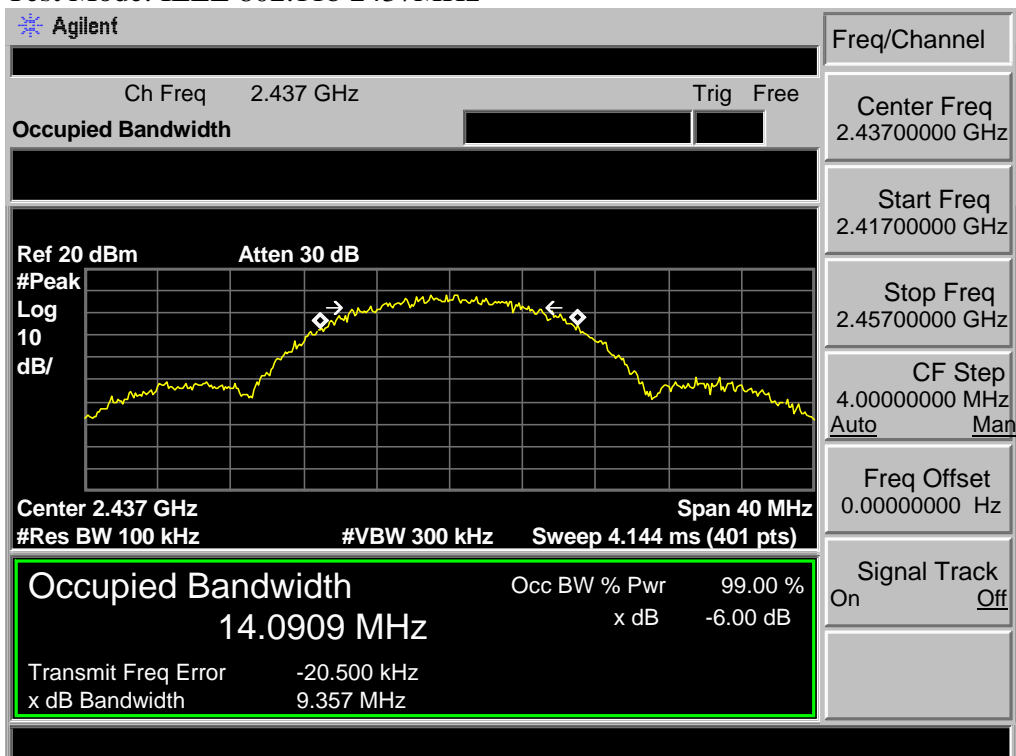 Agilent
Freq/Channel
Ch Freq 2.437 GHz Trig Free
Occupied Bandwidth
Center Freq
2.43700000 GHz
Start Freq
2.41700000 GHz
Ref 20 dBm Atten 30 dB
#Peak
Log
10
dB/
Stop Freq
2.45700000 GHz
CF Step
4.00000000 MHz
Auto Man
Center 2.437 GHz Span 40 MHz
#Res BW 100 kHz #VBW 300 kHz Sweep 4.144 ms (401 pts)
Freq Offset
0.00000000 Hz
Occupied Bandwidth Occ BW % Pwr 99.00 %
14.0909 MHz x dB -6.00 dB
Transmit Freq Error -20.500 kHz
x dB Bandwidth 9.357 MHz
Signal Track
On Off